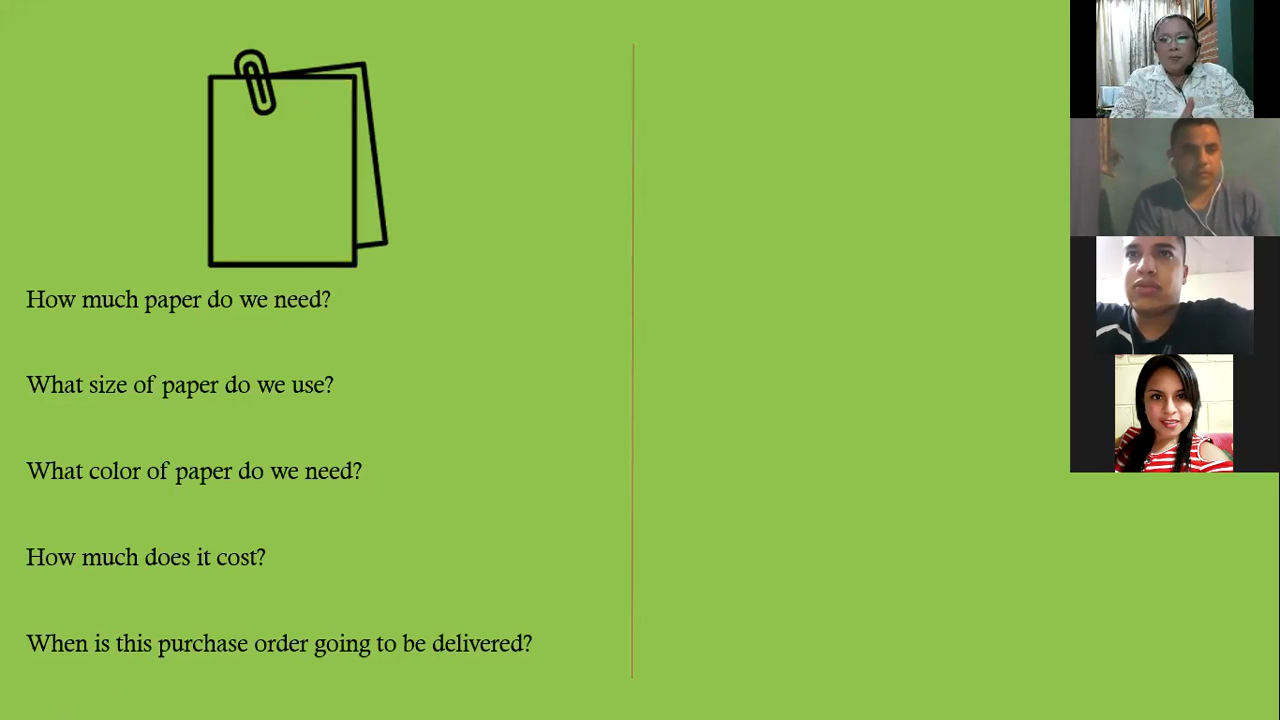 How much paper do we need?
What size of paper do we use?
What color of paper do we need?
How much does it cost?
When is this purchase order going to be delivered?